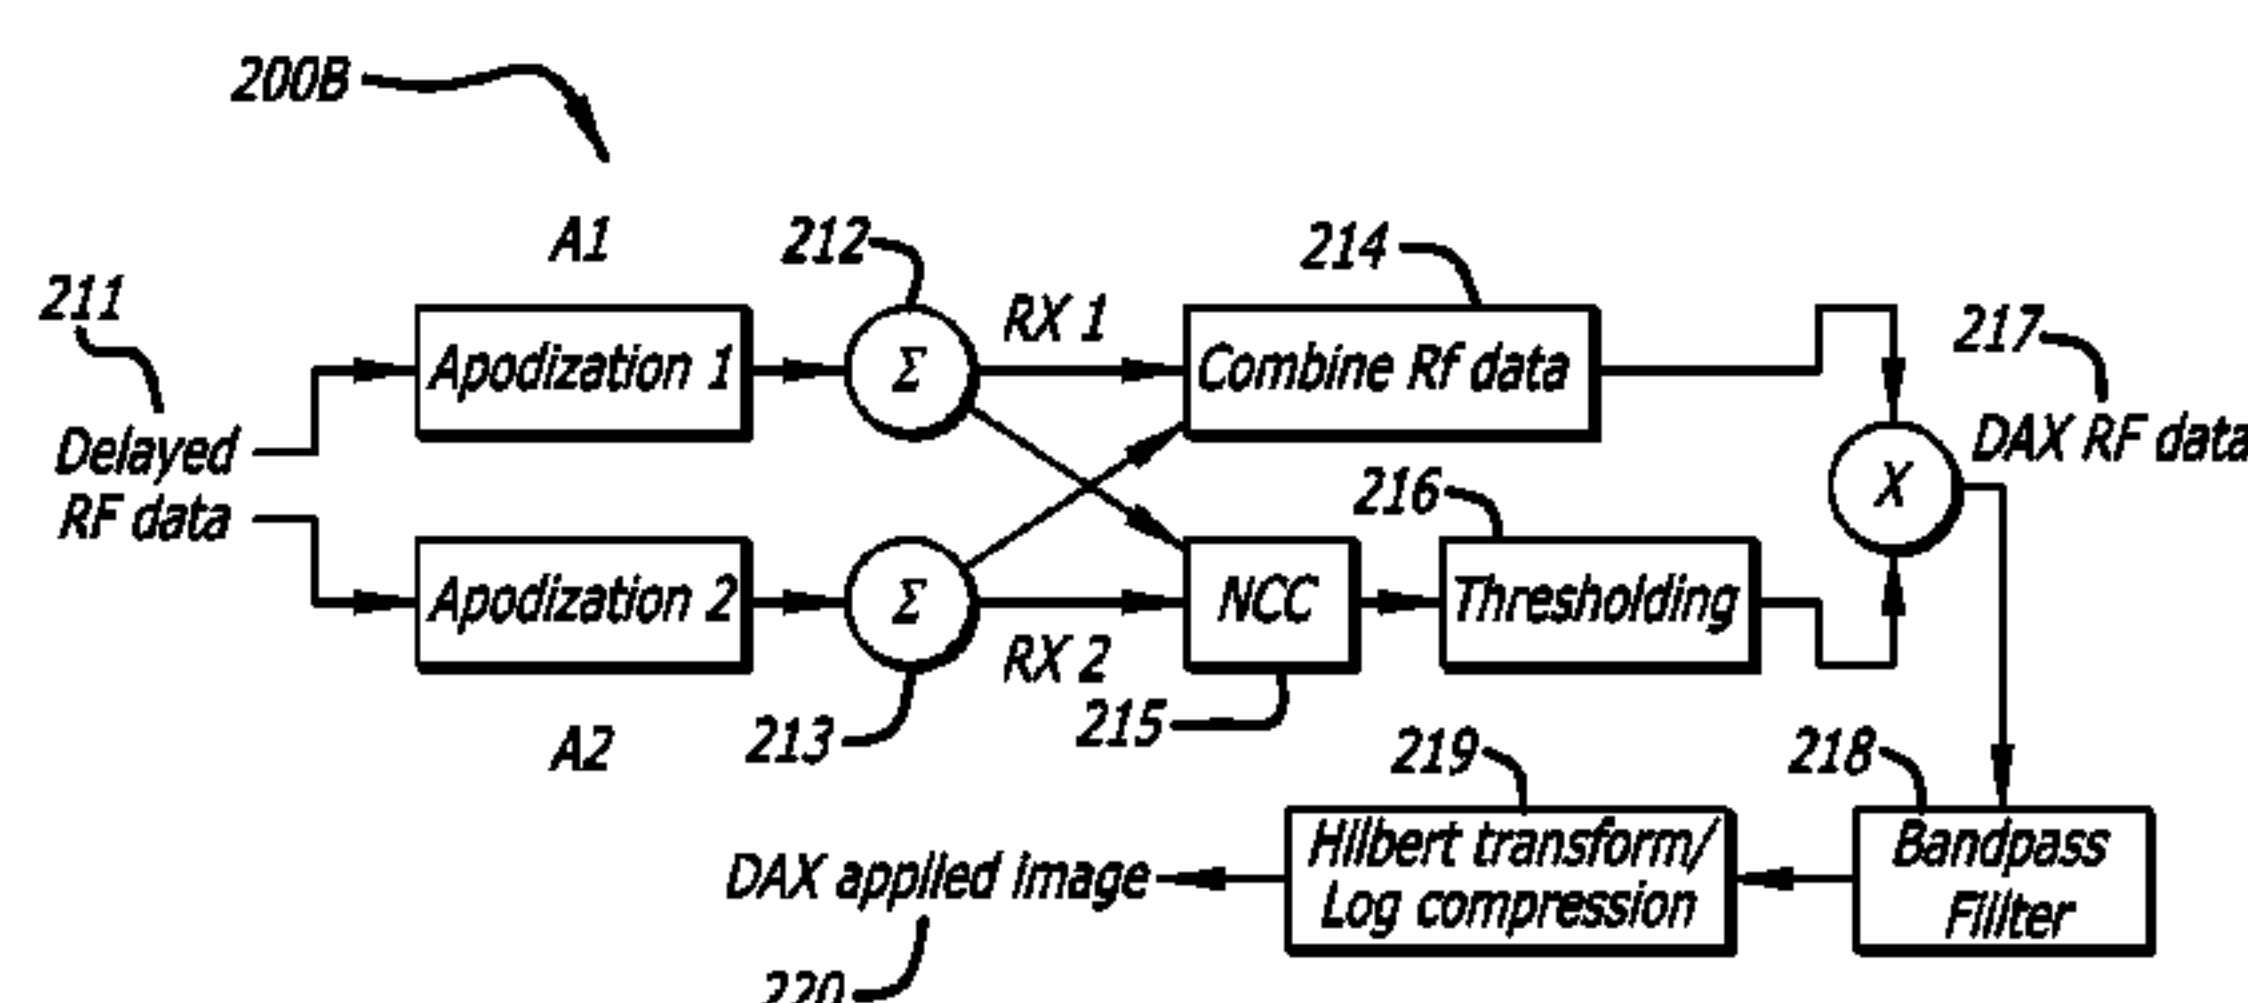 200B
A1
212
214
211
RX 1
217
Apodization 1
Σ
Combine Rf data
Delayed
RF data
DAX RF data
X
216
Apodization 2
Σ
NCC
Thresholding
RX 2
A2
213
215
219
218
Hilbert transform/
Log compression
Bandpass
Fillter
DAX applied image
220